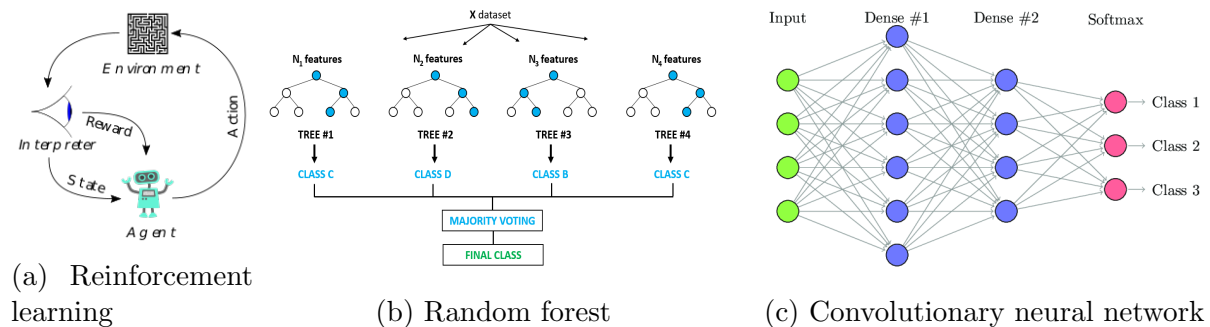 Environment
Action
Reward
Interpreter
State
Agent
(a) Reinforcement
learning
X dataset
N1 features
N2 features
N3 features
N4 features
TREE #1
TREE #2
TREE #3
TREE #4
CLASS C
CLASS D
CLASS B
CLASS C
MAJORITY VOTING
FINAL CLASS
(b) Random forest
Input
Dense #1
Dense #2
Softmax
Class 1
Class 2
Class 3
(c) Convolutionary neural network